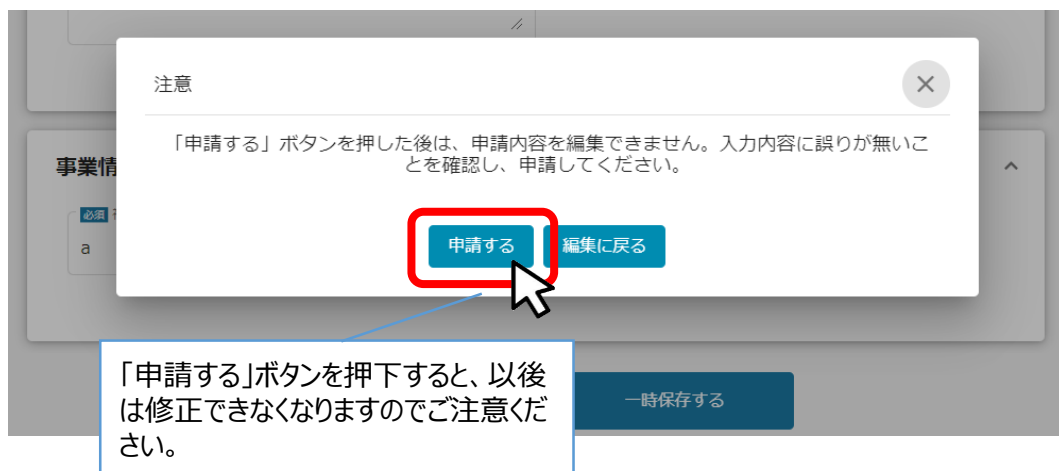 注意
「申請する」ボタンを押した後は、申請内容を編集できません。入力内容に誤りが無いこ
とを確認し、申請してください。
事業情
必須
a
申請する
編集に戻る
「申請する」ボタンを押下すると、以後
は修正できなくなりますのでご注意くだ
さい。
一時保存する